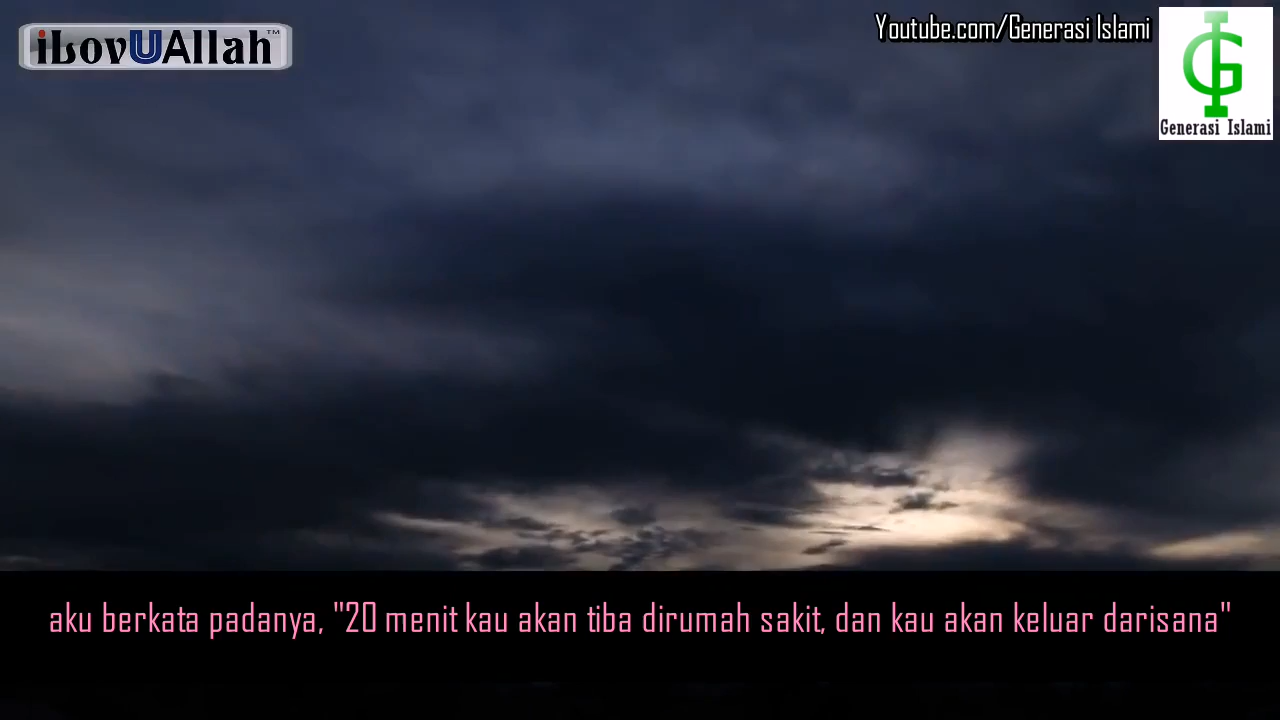 iLovUAllah™
Youtube.com/Generasi Islami
GI
Generasi Islami
aku berkata padanya, "20 menit kau akan tiba dirumah sakit, dan kau akan keluar darisana"